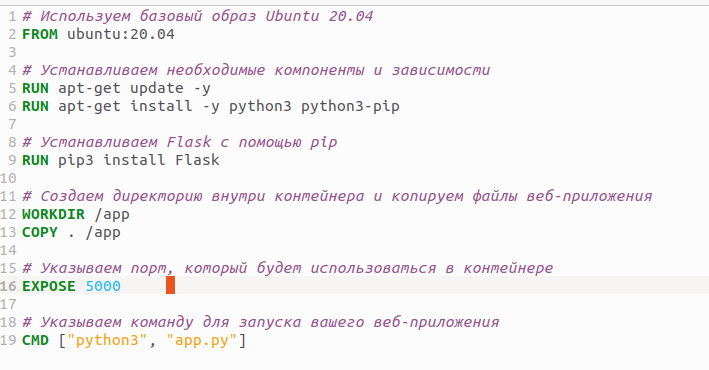 1 # Используем базовый образ Ubuntu 20.04
2 FROM ubuntu:20.04
3
4 # Устанавливаем необходимые компоненты и зависимости
5 RUN apt-get update -y
6 RUN apt-get install -y python3 python3-pip
7
8 # Устанавливаем Flask с помощью pip
9 RUN pip3 install Flask
10
11 # Создаем директорию внутри контейнера и копируем файлы веб-приложения
12 WORKDIR /app
13 COPY . /app
14
15 # Указываем порт, который будет использоваться в контейнере
16 EXPOSE 5000
17
18 # Указываем команду для запуска вашего веб-приложения
19 CMD ["python3", "app.py"]